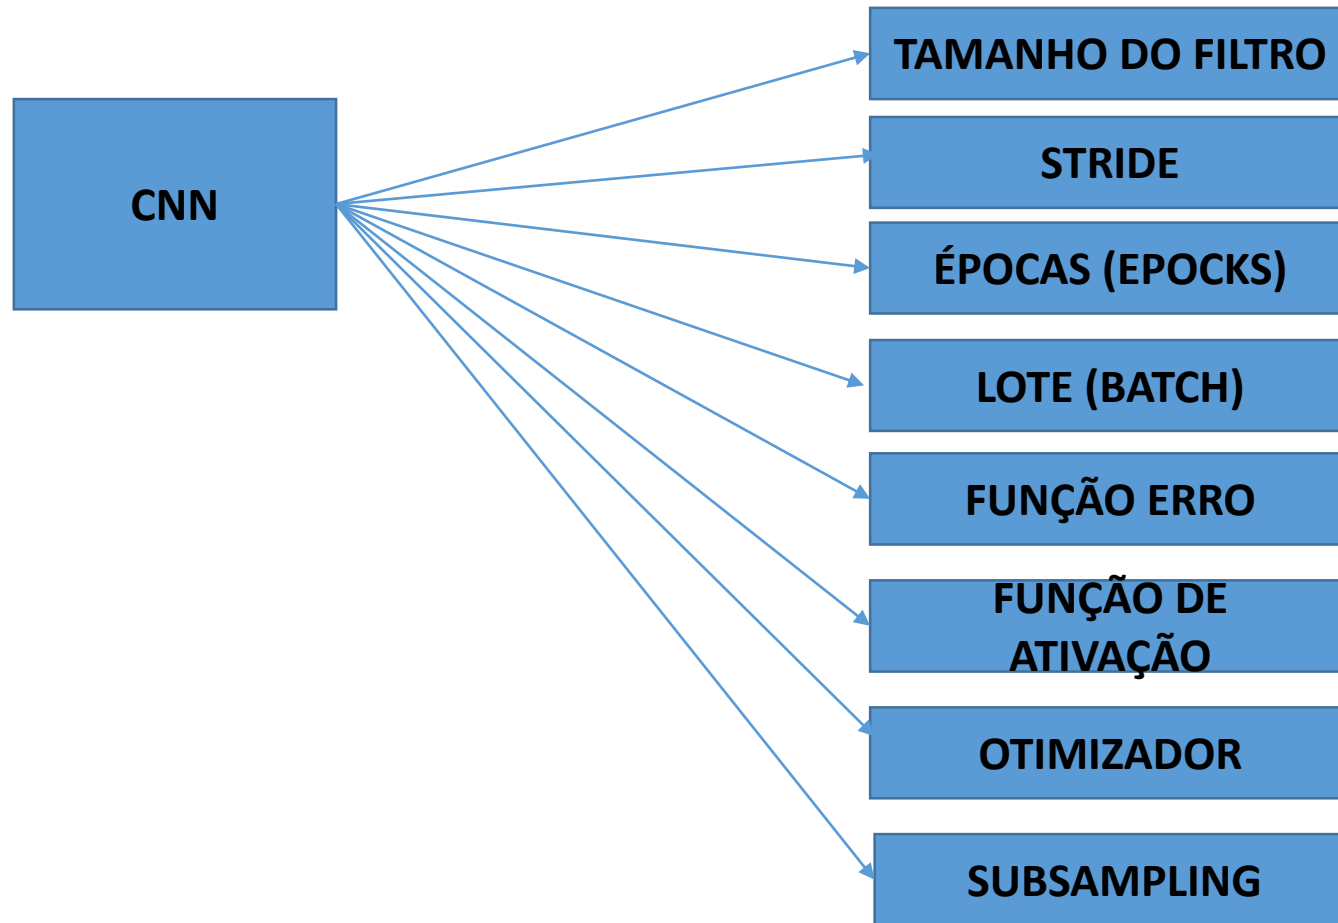 CNN
TAMANHO DO FILTRO
STRIDE
ÉPOCAS (EPOCKS)
LOTE (BATCH)
FUNÇÃO ERRO
FUNÇÃO DE
ATIVAÇÃO
OTIMIZADOR
SUBSAMPLING